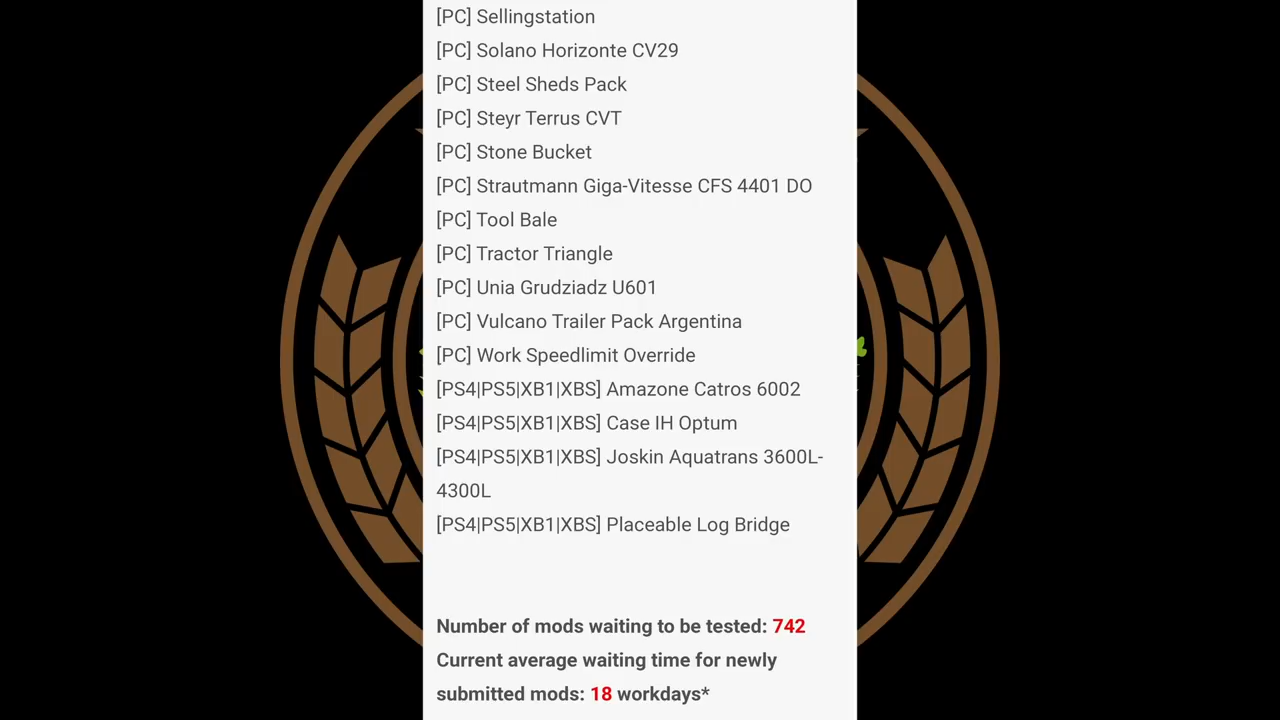 [PC] Sellingstation
[PC] Solano Horizonte CV29
[PC] Steel Sheds Pack
[PC] Steyr Terrus CVT
[PC] Stone Bucket
[PC] Strautmann Giga-Vitesse CFS 4401 DO
[PC] Tool Bale
[PC] Tractor Triangle
[PC] Unia Grudziadz U601
[PC] Vulcano Trailer Pack Argentina
[PC] Work Speedlimit Override
[PS4|PS5|XB1|XBS] Amazone Catros 6002
[PS4|PS5|XB1|XBS] Case IH Optum
[PS4|PS5|XB1|XBS] Joskin Aquatrans 3600L-
4300L
[PS4|PS5|XB1|XBS] Placeable Log Bridge
Number of mods waiting to be tested: 742
Current average waiting time for newly
submitted mods: 18 workdays*